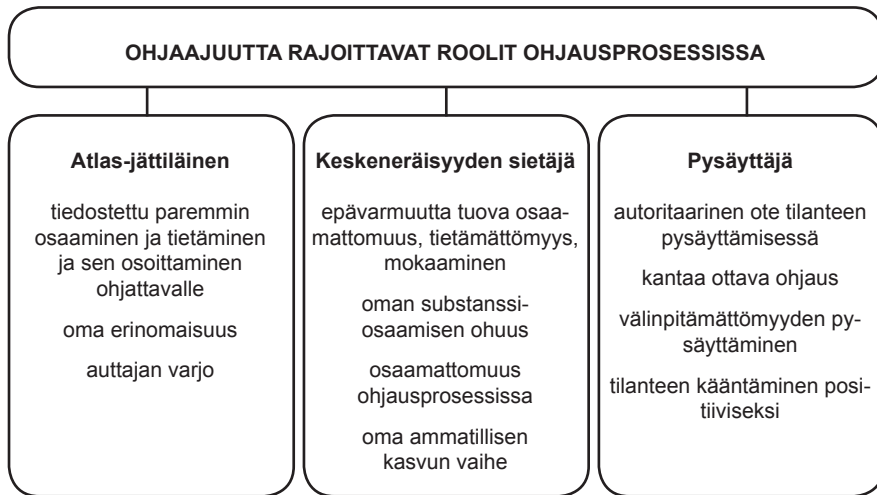 OHJAAJUUTTA RAJOITTAVAT ROOLIT OHJAUSPROSESSISSA
Atlas-jättiläinen
tiedostettu paremmin
osaaminen ja tietäminen
ja sen osoittaminen
ohjattavalle
oma erinomaisuus
auttajan varjo
Keskeneräisyyden sietäjä
epävarmuutta tuova osaa-
mattomuus, tietämättömyys,
mokaaminen
oman substanssi-
osaamisen ohuus
osaamattomuus
ohjausprosessissa
oma ammatillisen
kasvun vaihe
Pysäyttäjä
autoritaarinen ote tilanteen
pysäyttämisessä
kantaa ottava ohjaus
välinpitämättömyyden py-
säyttäminen
tilanteen kääntäminen posi-
tiiviseksi